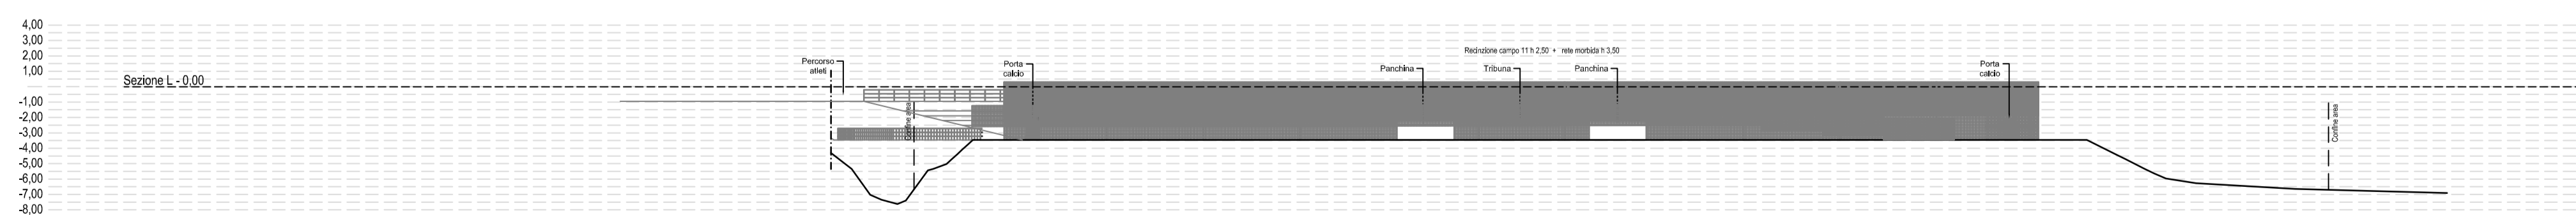 4,00
3,00
2,00
1,00
Sezione L - 0,00
-1,00
-2,00
-3,00
-4,00
-5,00
-6,00
-7,00
-8,00
Percorso
atleti
Confine area
Porta
calcio
Recinzione campo 11 h 2,50 + rete morbida h 3,50
Panchina
Tribuna
Panchina
Porta
calcio
Confine area